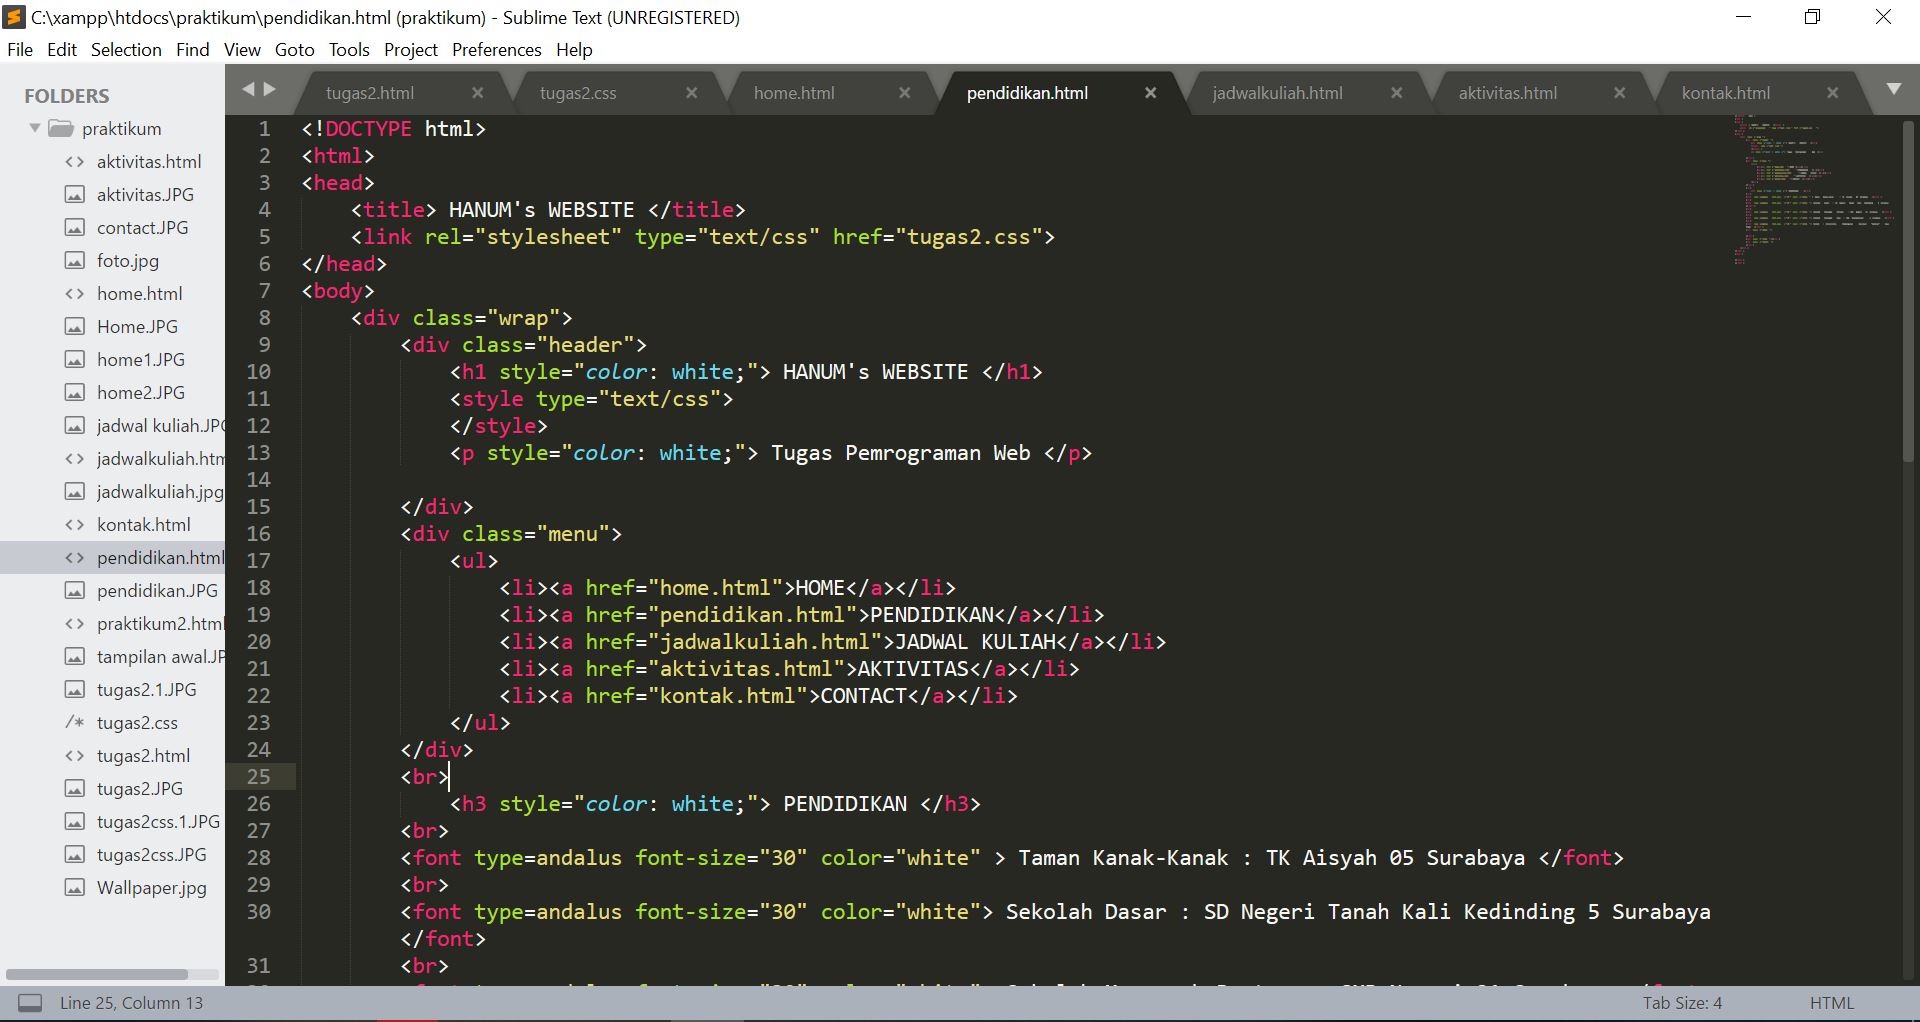 C:\xampp\htdocs\praktikum\pendidikan.html (praktikum) - Sublime Text (UNREGISTERED)
File Edit Selection Find View Goto Tools Project Preferences Help
FOLDERS
praktikum
aktivitas.html
aktivitas.JPG
contact.JPG
foto.jpg
home.html
Home.JPG
home1.JPG
home2.JPG
jadwal kuliah.JPG
jadwalkuliah.htm
jadwalkuliah.jpg
kontak.html
pendidikan.html
pendidikan.JPG
praktikum2.html
tampilan awal.JP
tugas2.1.JPG
/* tugas2.css
tugas2.html
tugas2.JPG
tugas2css.1.JPG
tugas2css.JPG
Wallpaper.jpg
tugas2.html × tugas2.css × home.html × pendidikan.html × jadwalkuliah.html × aktivitas.html × kontak.html ×
1 <!DOCTYPE html>
2 <html>
3 <head>
4 <title> HANUM's WEBSITE </title>
5 <link rel="stylesheet" type="text/css" href="tugas2.css">
6 </head>
7 <body>
8 <div class="wrap">
9 <div class="header">
10 <h1 style="color: white;"> HANUM's WEBSITE </h1>
11 <style type="text/css">
12 </style>
13 <p style="color: white;"> Tugas Pemrograman Web </p>
14
15 </div>
16 <div class="menu">
17 <ul>
18 <li><a href="home.html">HOME</a></li>
19 <li><a href="pendidikan.html">PENDIDIKAN</a></li>
20 <li><a href="jadwalkuliah.html">JADWAL KULIAH</a></li>
21 <li><a href="aktivitas.html">AKTIVITAS</a></li>
22 <li><a href="kontak.html">CONTACT</a></li>
23 </ul>
24 </div>
25 <br>
26 <h3 style="color: white;"> PENDIDIKAN </h3>
27 <br>
28 <font type=andalus font-size="30" color="white" > Taman Kanak-Kanak : TK Aisyah 05 Surabaya </font>
29 <br>
30 <font type=andalus font-size="30" color="white"> Sekolah Dasar : SD Negeri Tanah Kali Kedinding 5 Surabaya
</font>
31 <br>
Line 25, Column 13
Tab Size: 4
HTML